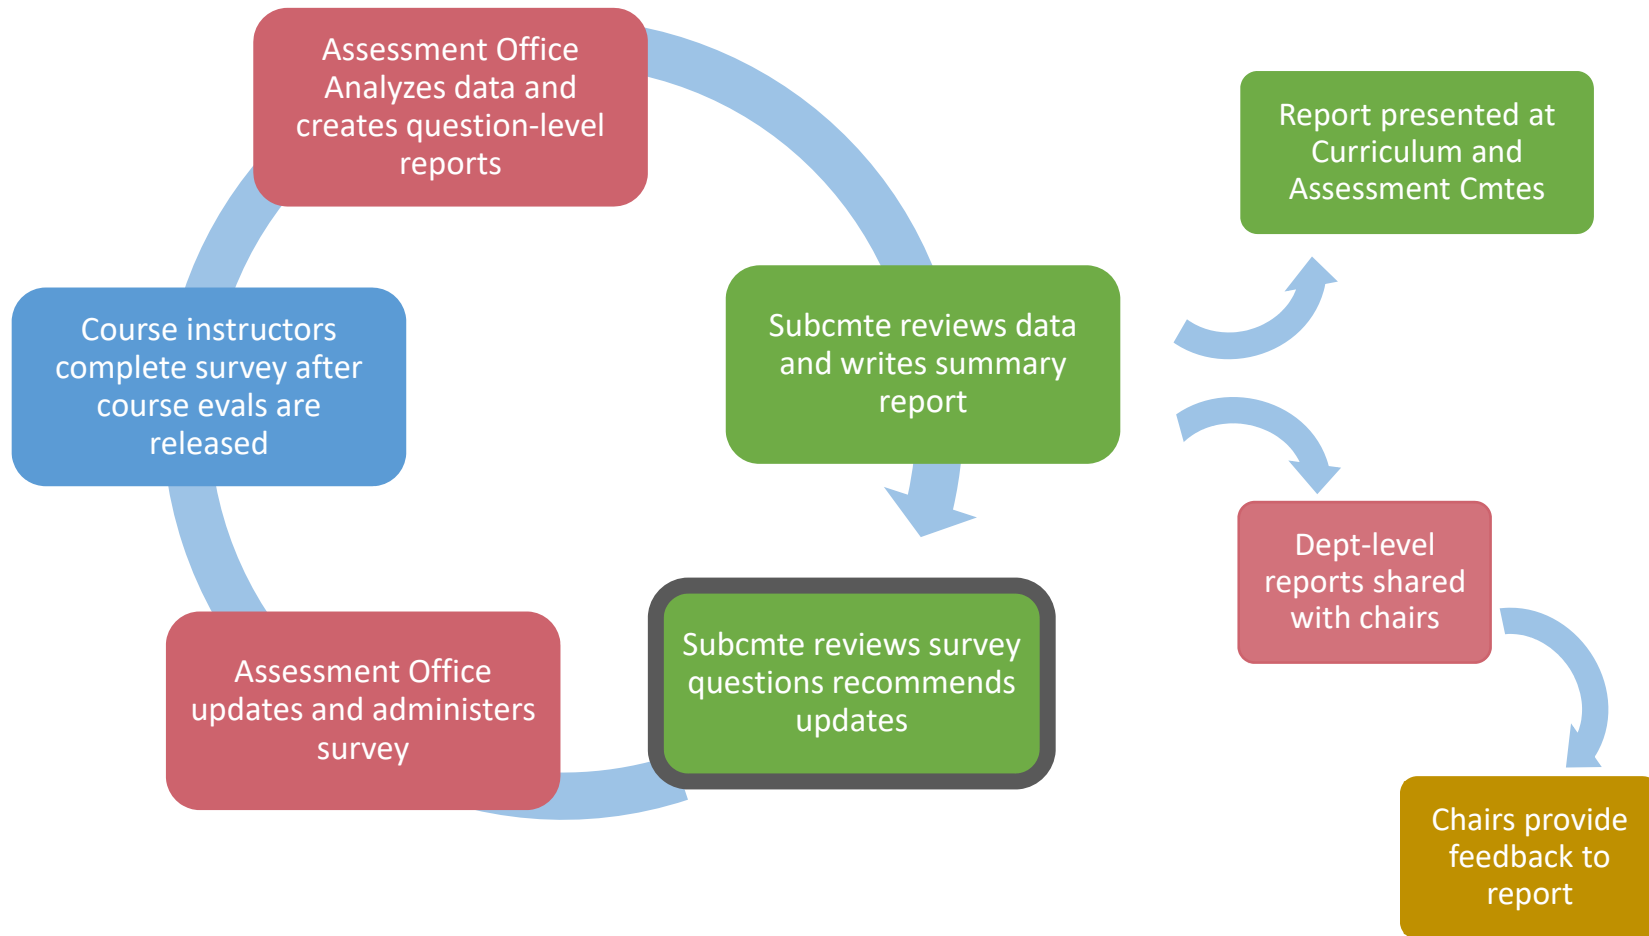 Assessment Office
Analyzes data and
creates question-level
reports
Report presented at
Curriculum and
Assessment Cmtes
Course instructors
complete survey after
course evals are
released
Subcmte reviews data
and writes summary
report
Dept-level
reports shared
with chairs
Assessment Office
updates and administers
survey
Subcmte reviews survey
questions recommends
updates
Chairs provide
feedback to
report